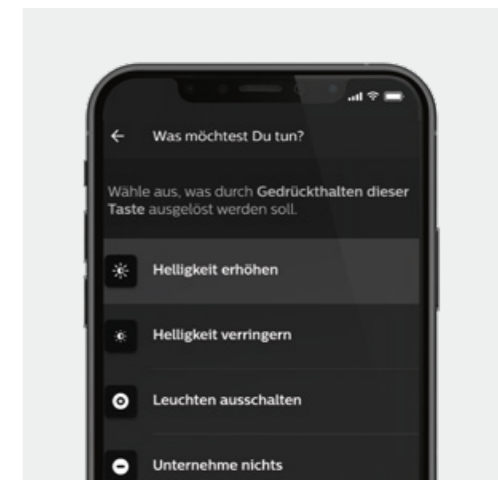 Was möchtest Du tun?
Wähle aus, was durch Gedrückthalten dieser
Taste ausgelöst werden soll.
Helligkeit erhöhen
Helligkeit verringern
Leuchten ausschalten
Unternehme nichts